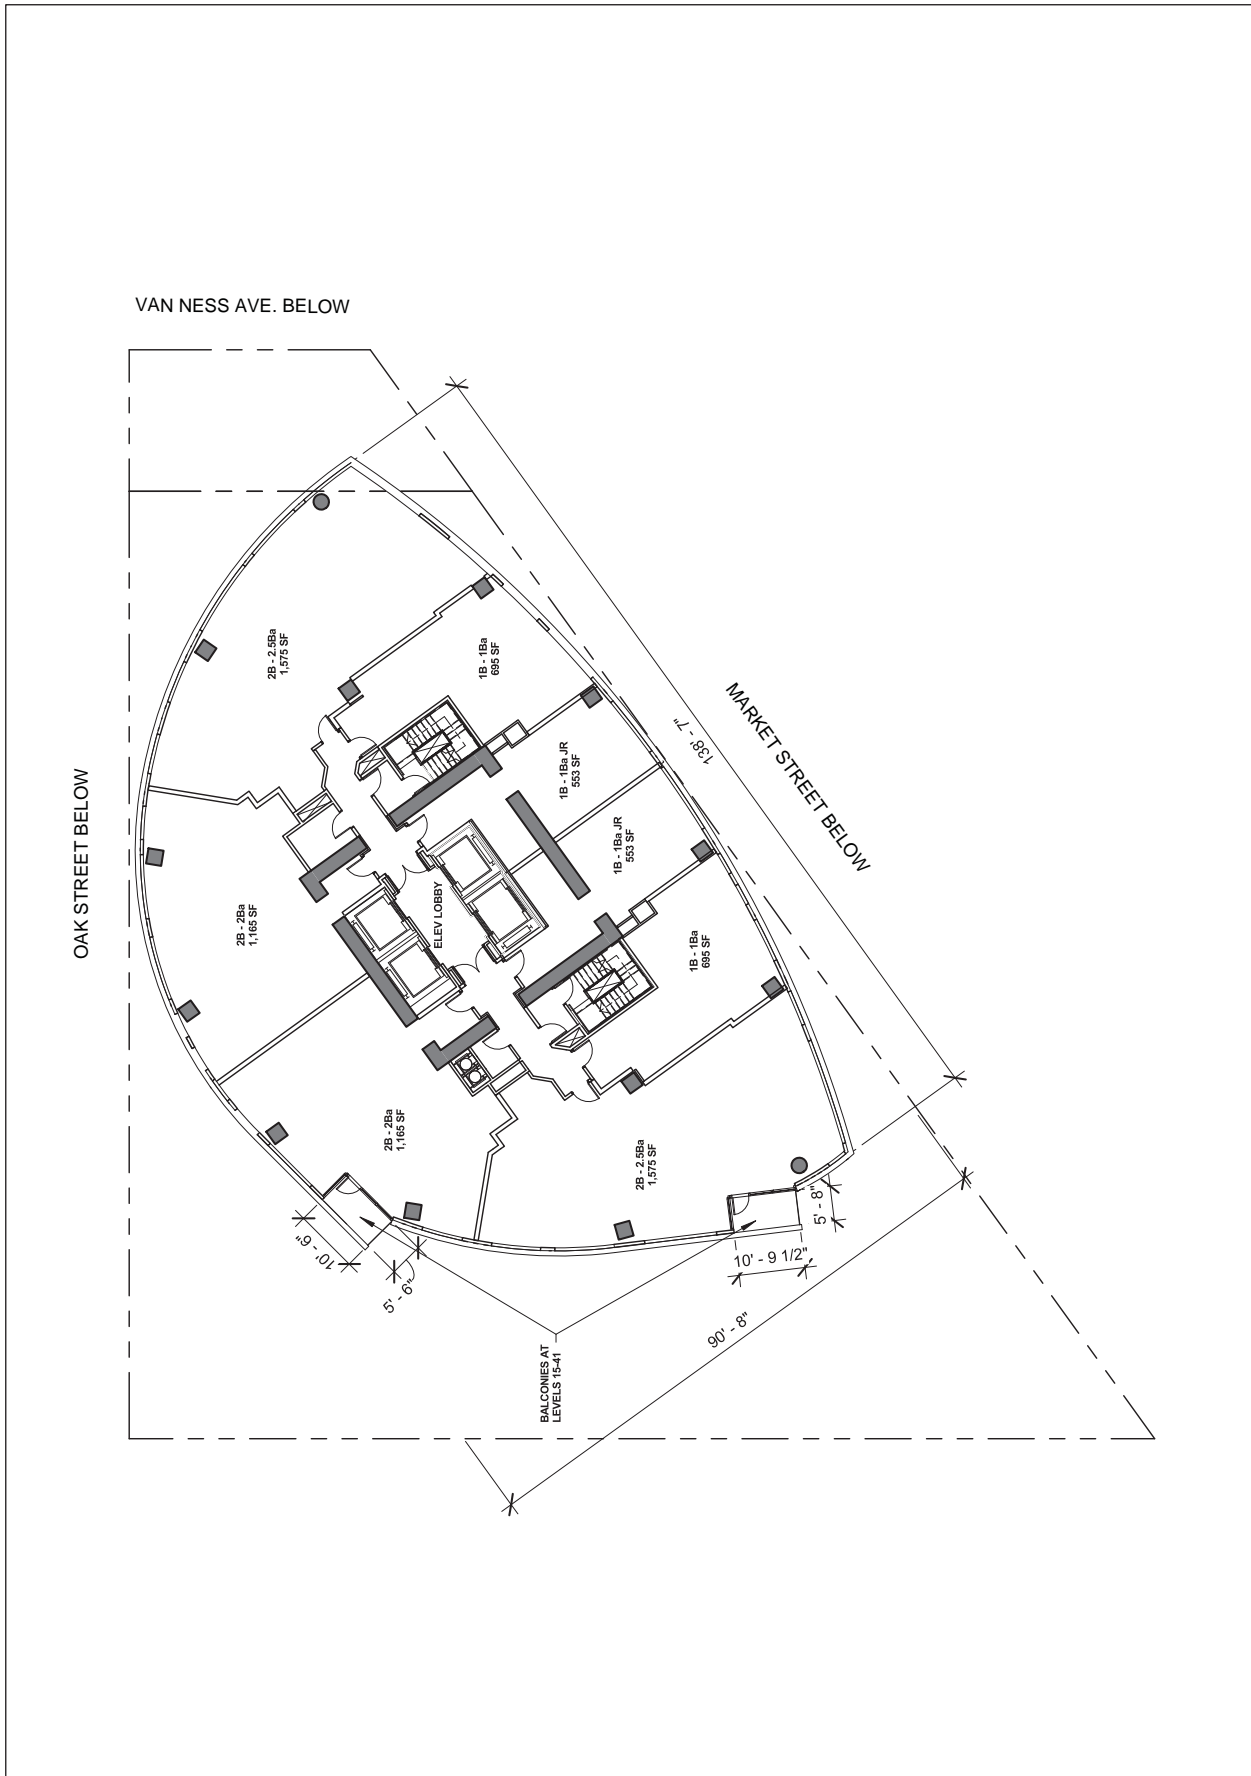 VAN NESS AVE. BELOW
OAK STREET BELOW
MARKET STREET BELOW
138' - 7"
2B - 2.5Ba
1,575 SF
1B - 1Ba
695 SF
1B - 1Ba JR
553 SF
1B - 1Ba JR
553 SF
2B - 2Ba
1,165 SF
ELEV LOBBY
1B - 1Ba
695 SF
2B - 2Ba
1,165 SF
2B - 2.5Ba
1,575 SF
10' - 6"
5' - 6"
5' - 8"
10' - 9 1/2"
90' - 8"
BALCONIES AT
LEVELS 15-41